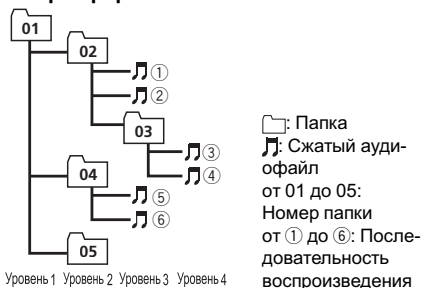 01
02
①
②
03
③
④
04
⑤
⑥
05
Уровень 1 Уровень 2 Уровень 3 Уровень 4
: Папка
: Сжатый ауди-
офайл
от 01 до 05:
Номер папки
от ① до ⑥: После-
довательность
воспроизведения